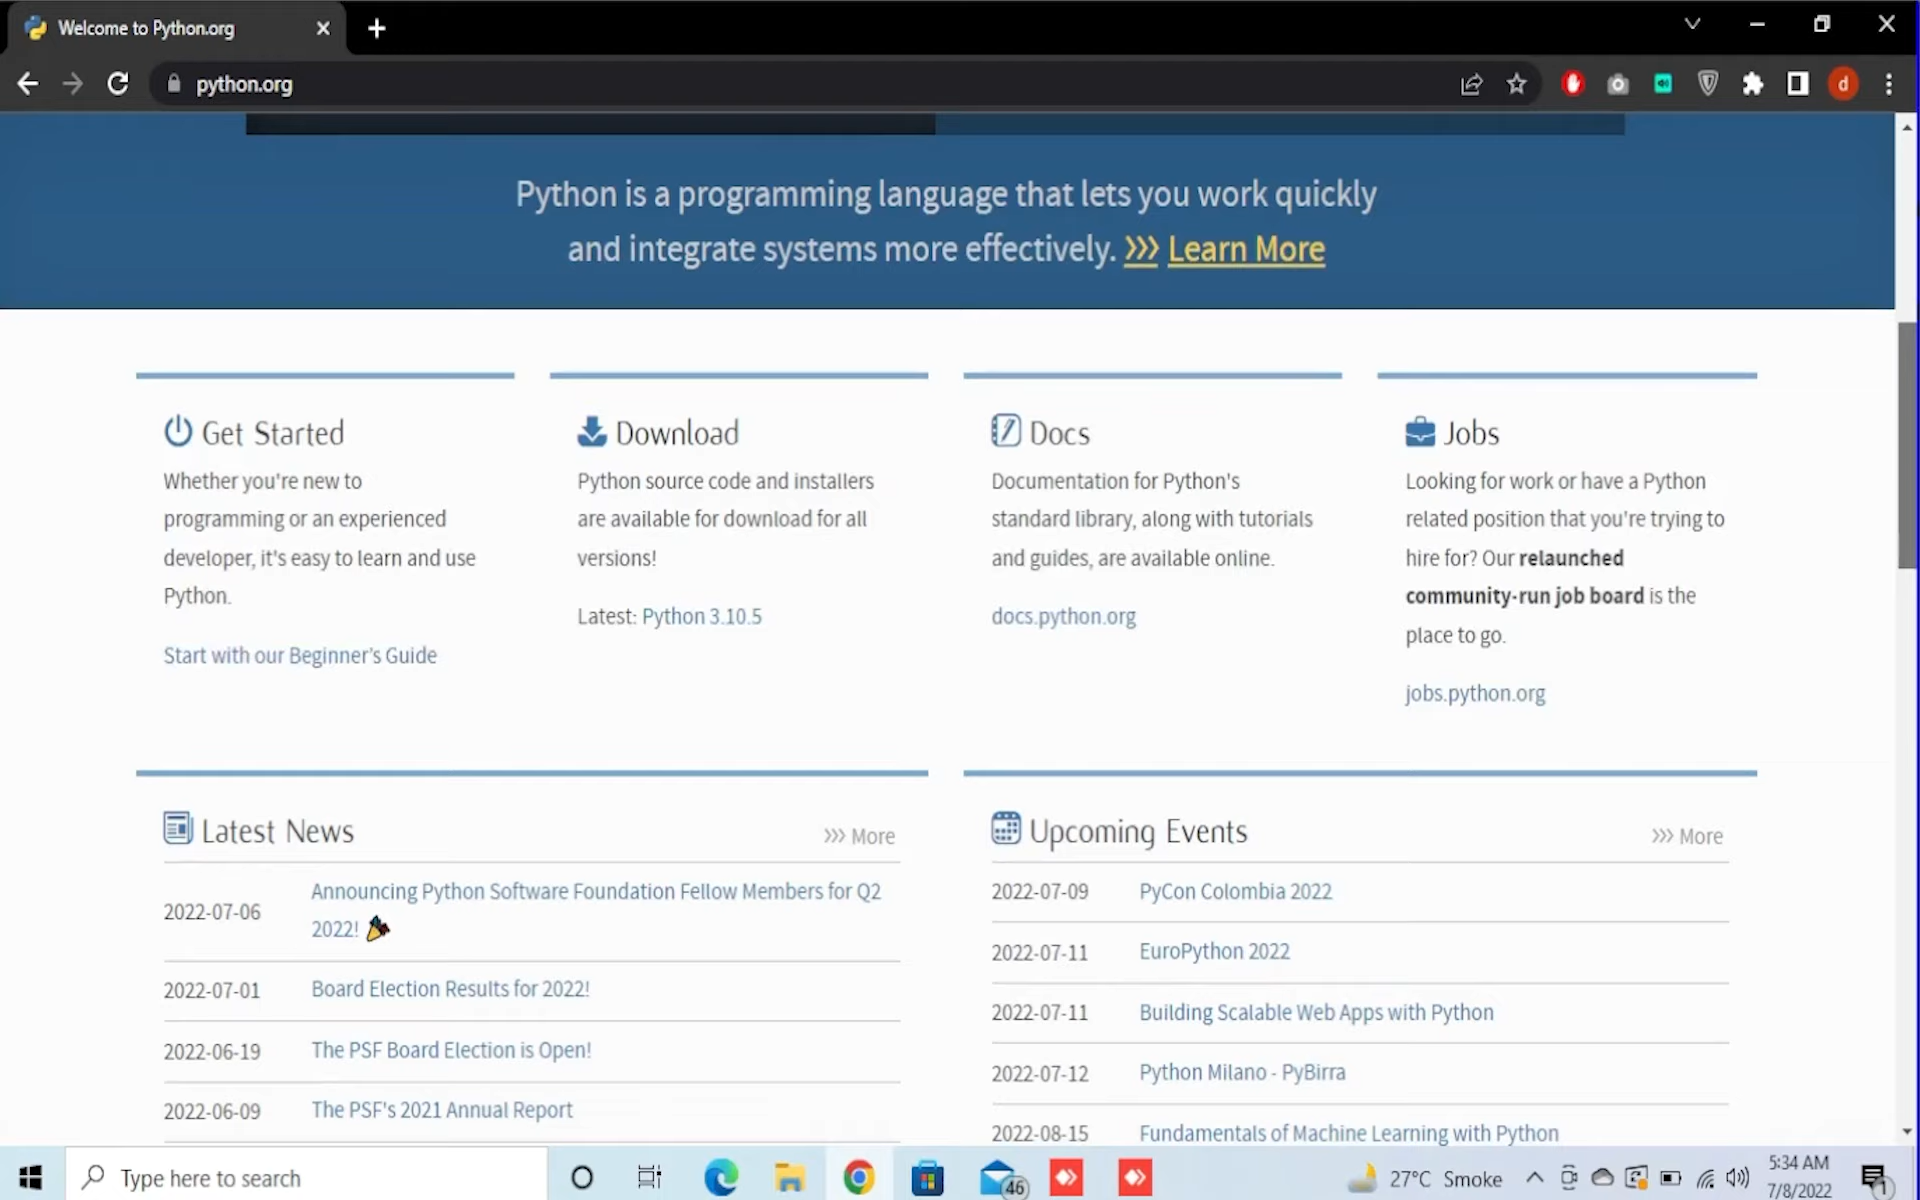 Welcome to Python.org
python.org
d
Python is a programming language that lets you work quickly
and integrate systems more effectively. >>> Learn More
Get Started
Whether you're new to
programming or an experienced
developer, it's easy to learn and use
Python.
Start with our Beginner’s Guide
Download
Python source code and installers
are available for download for all
versions!
Latest: Python 3.10.5
Docs
Documentation for Python's
standard library, along with tutorials
and guides, are available online.
docs.python.org
Jobs
Looking for work or have a Python
related position that you're trying to
hire for? Our relaunched
community-run job board is the
place to go.
jobs.python.org
Latest News
>>> More
2022-07-06 Announcing Python Software Foundation Fellow Members for Q2
2022! 🎉
2022-07-01 Board Election Results for 2022!
2022-06-19 The PSF Board Election is Open!
2022-06-09 The PSF's 2021 Annual Report
Upcoming Events
>>> More
2022-07-09 PyCon Colombia 2022
2022-07-11 EuroPython 2022
2022-07-11 Building Scalable Web Apps with Python
2022-07-12 Python Milano - PyBirra
2022-08-15 Fundamentals of Machine Learning with Python
Type here to search
46
27°C Smoke
5:34 AM
7/8/2022
1